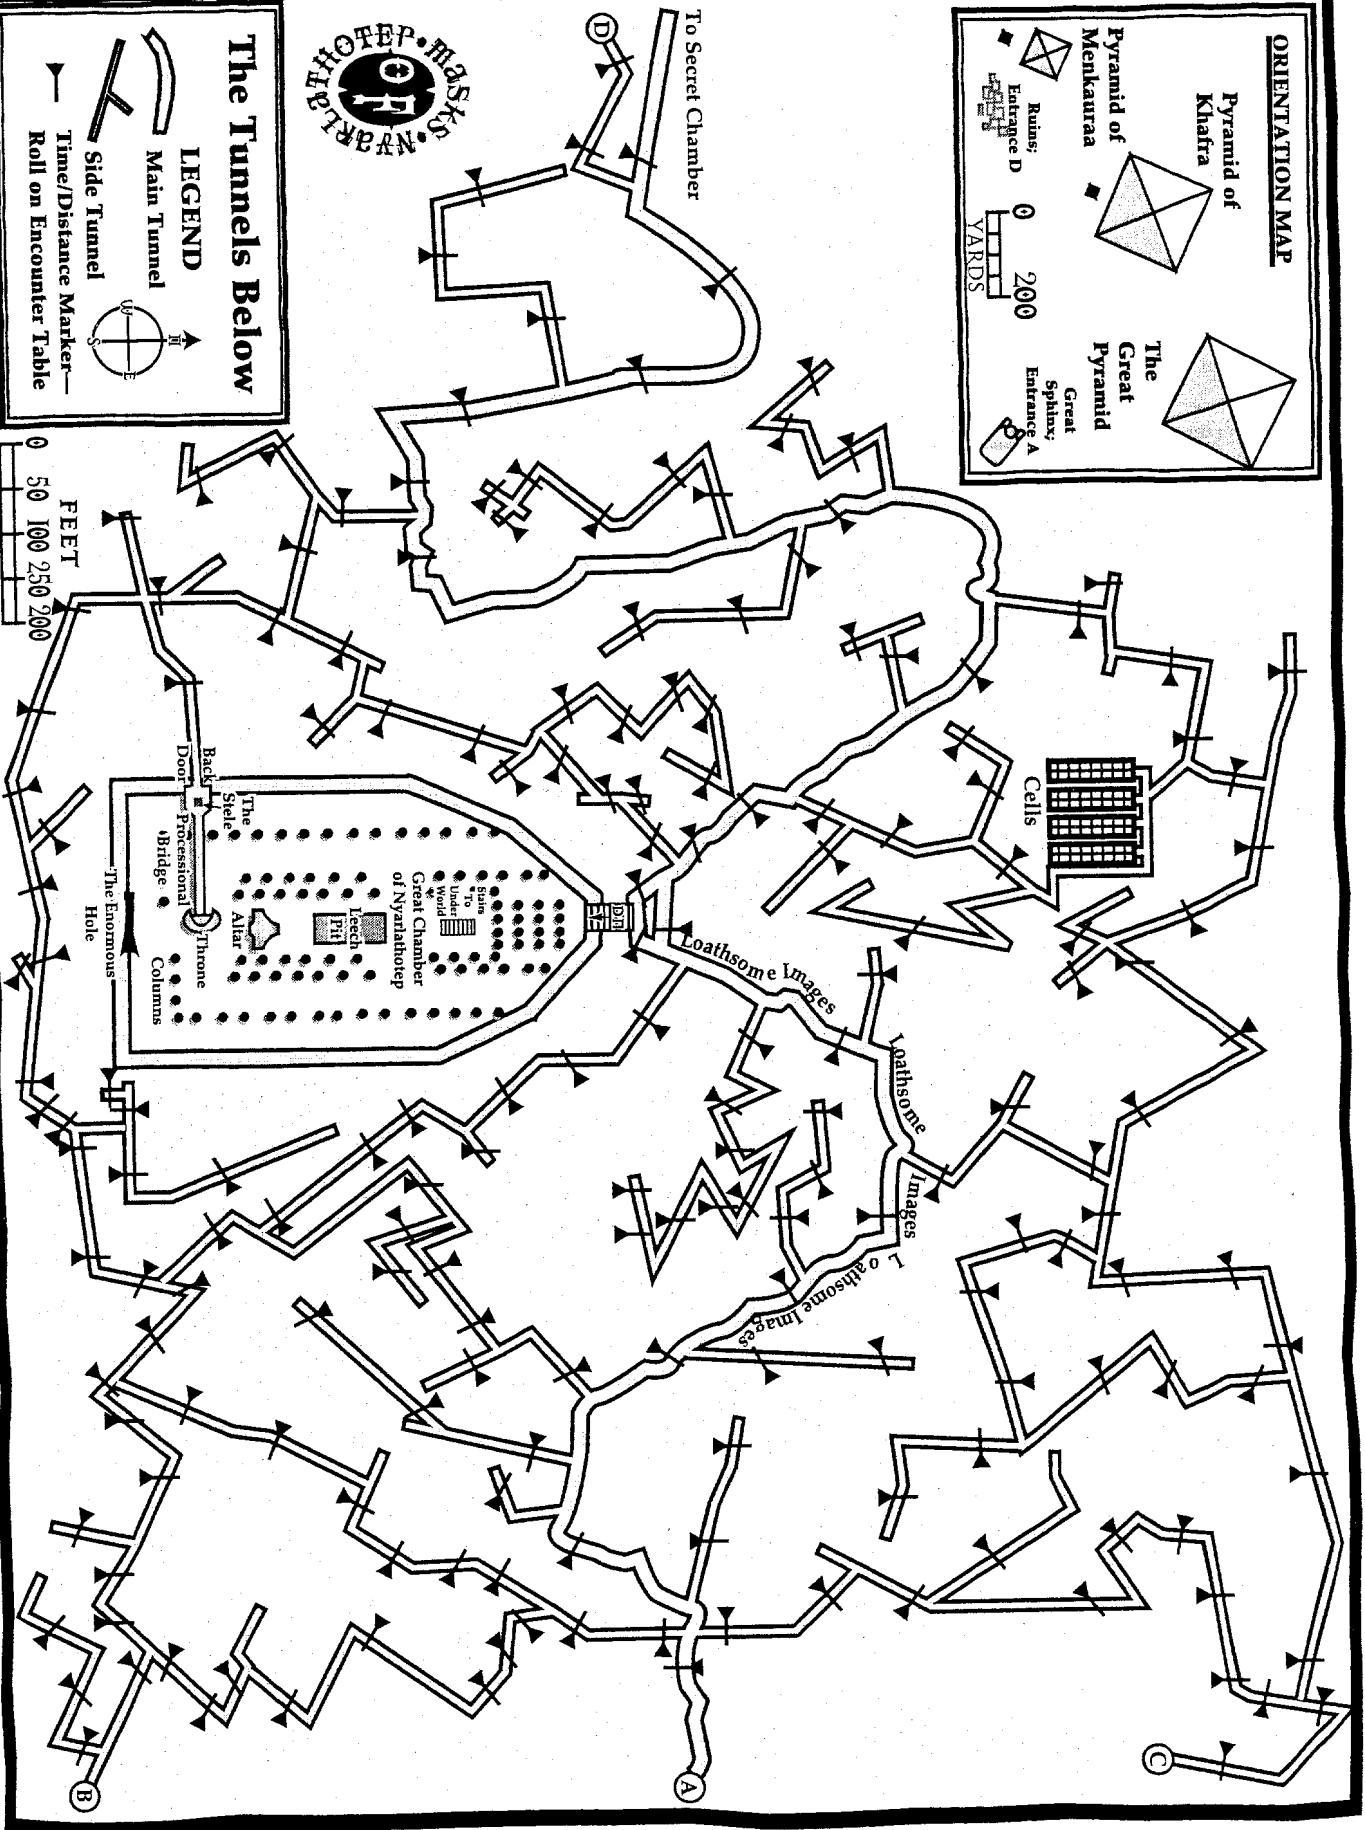 The Tunnels Below
LEGEND
Main Tunnel
Side Tunnel
Time/Distance Marker—
Roll on Encounter Table
N
W
E
S
MASKS • NYARLATHOTEP •
OF
0 50 100 250 200
FEET
D
To Secret Chamber
ORIENTATION MAP
Pyramid of
Khafra
Pyramid of
Menkauraa
The
Great
Pyramid
Ruins;
Entrance D
0 200
YARDS
Great
Sphinx;
Entrance A
Cells
Loathsome Images
Loathsome Images
Loathsome Images
Back
Door
The
Stele
Processional
Bridge
Throne
Altar
Columns
Leech
Pit
Great Chamber
of Nyarlathotep
Stairs
To
Under
World
The Enormous
Hole
A
B
C